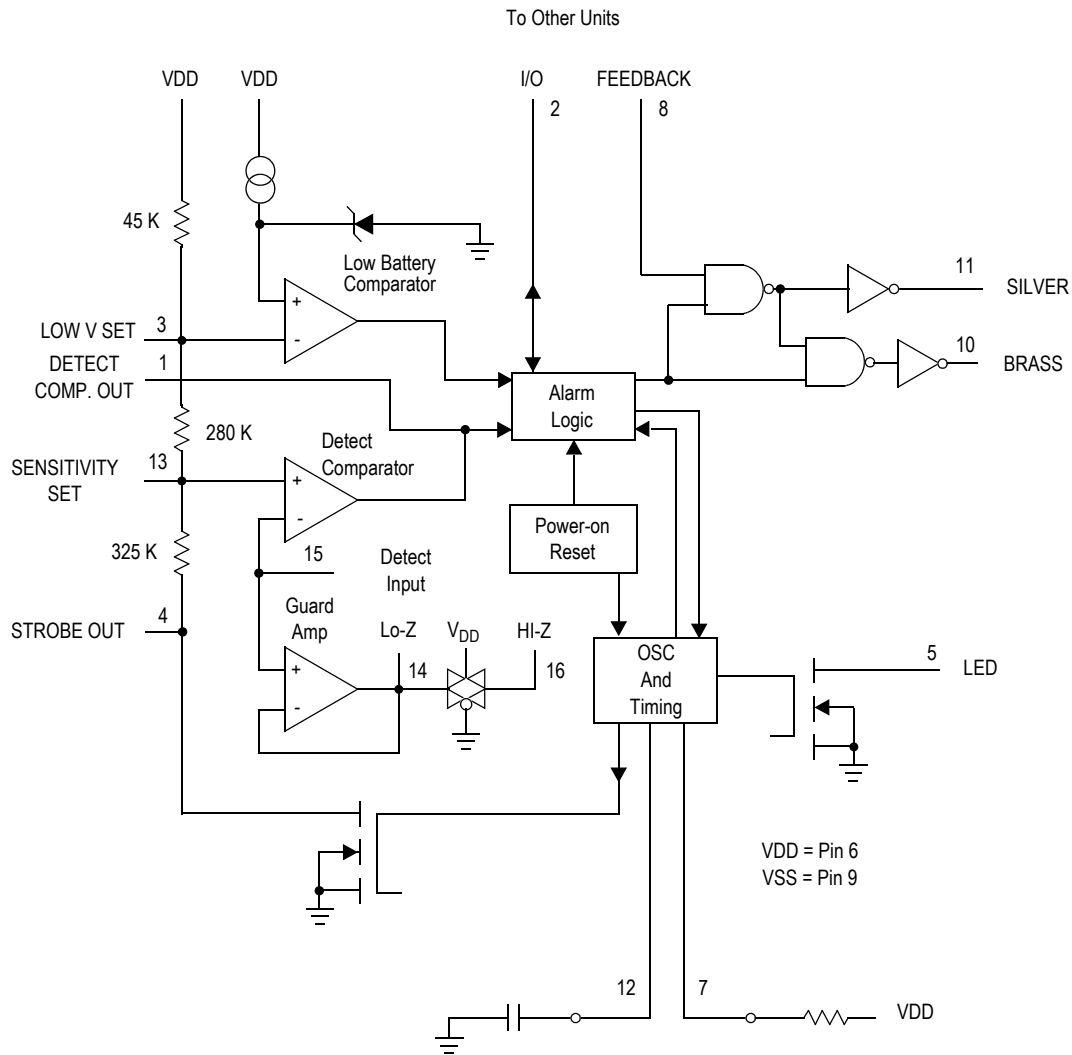 To Other Units
VDD
VDD
I/O
FEEDBACK
2
8
45 K
Low Battery
Comparator
+
-
11
SILVER
LOW V SET
3
10
BRASS
DETECT
COMP. OUT
1
Alarm
Logic
280 K
Detect
Comparator
SENSITIVITY
SET
13
+
-
Power-on
Reset
325 K
15
Detect
Input
STROBE OUT
4
Guard
Amp
Lo-Z
VDD
HI-Z
+
-
14
16
OSC
And
Timing
5
LED
VDD = Pin 6
VSS = Pin 9
12
7
VDD